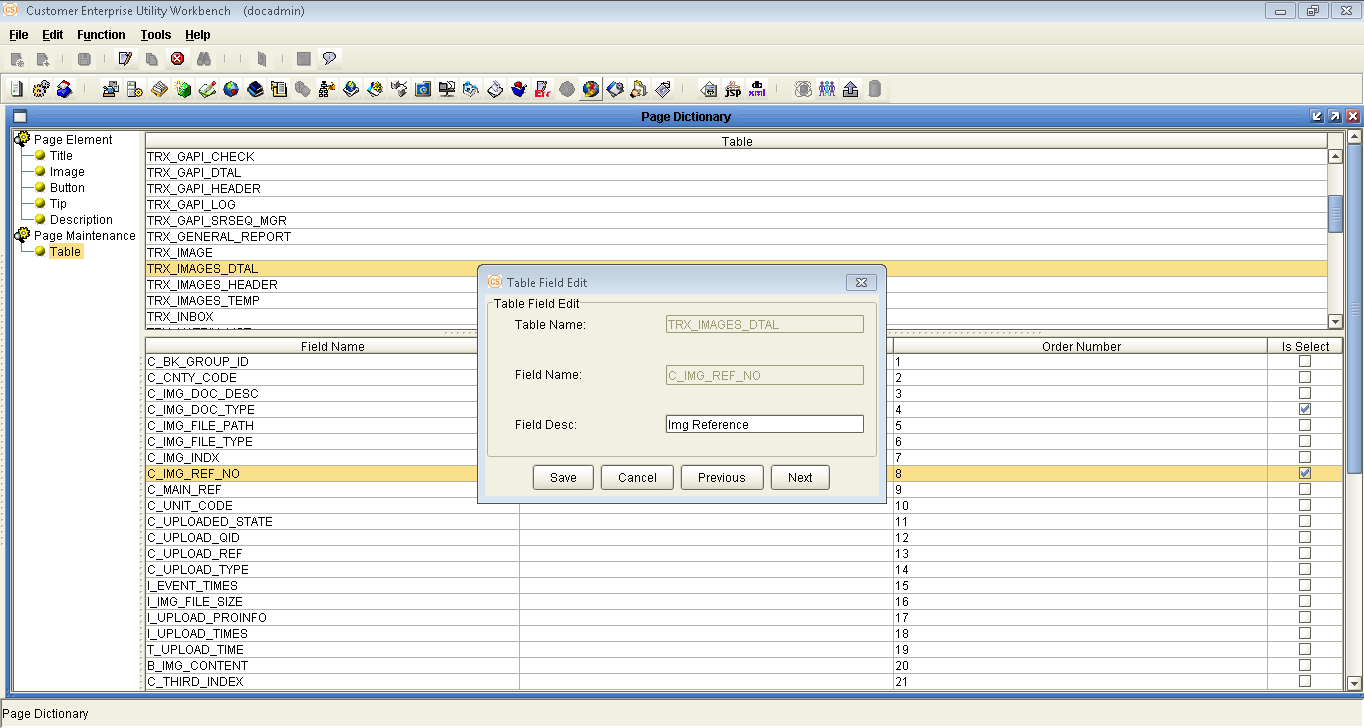 Customer Enterprise Utility Workbench (docadmin)
File Edit Function Tools Help
Page Dictionary
Page Element
Title
Image
Button
Tip
Description
Page Maintenance
Table
Table
TRX_GAPI_CHECK
TRX_GAPI_DTAL
TRX_GAPI_HEADER
TRX_GAPI_LOG
TRX_GAPI_SRSEQ_MGR
TRX_GENERAL_REPORT
TRX_IMAGE
TRX_IMAGES_DTAL
TRX_IMAGES_HEADER
TRX_IMAGES_TEMP
TRX_INBOX
Table Field Edit
Table Field Edit
Table Name: TRX_IMAGES_DTAL
Field Name: C_IMG_REF_NO
Field Desc: Img Reference
Save Cancel Previous Next
Field Name Order Number Is Select
C_BK_GROUP_ID 1
C_CNTY_CODE 2
C_IMG_DOC_DESC 3
C_IMG_DOC_TYPE 4
C_IMG_FILE_PATH 5
C_IMG_FILE_TYPE 6
C_IMG_INDX 7
C_IMG_REF_NO 8
C_MAIN_REF 9
C_UNIT_CODE 10
C_UPLOADED_STATE 11
C_UPLOAD_QID 12
C_UPLOAD_REF 13
C_UPLOAD_TYPE 14
I_EVENT_TIMES 15
I_IMG_FILE_SIZE 16
I_UPLOAD_PROINFO 17
I_UPLOAD_TIMES 18
T_UPLOAD_TIME 19
B_IMG_CONTENT 20
C_THIRD_INDEX 21
Page Dictionary